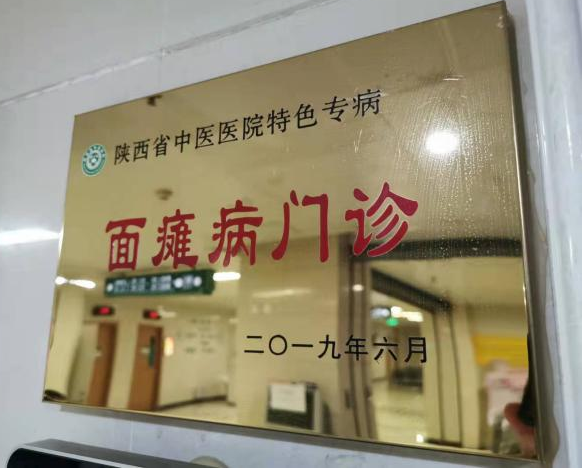 陕西省中医医院特色专病
面瘫病门诊
二〇一九年六月